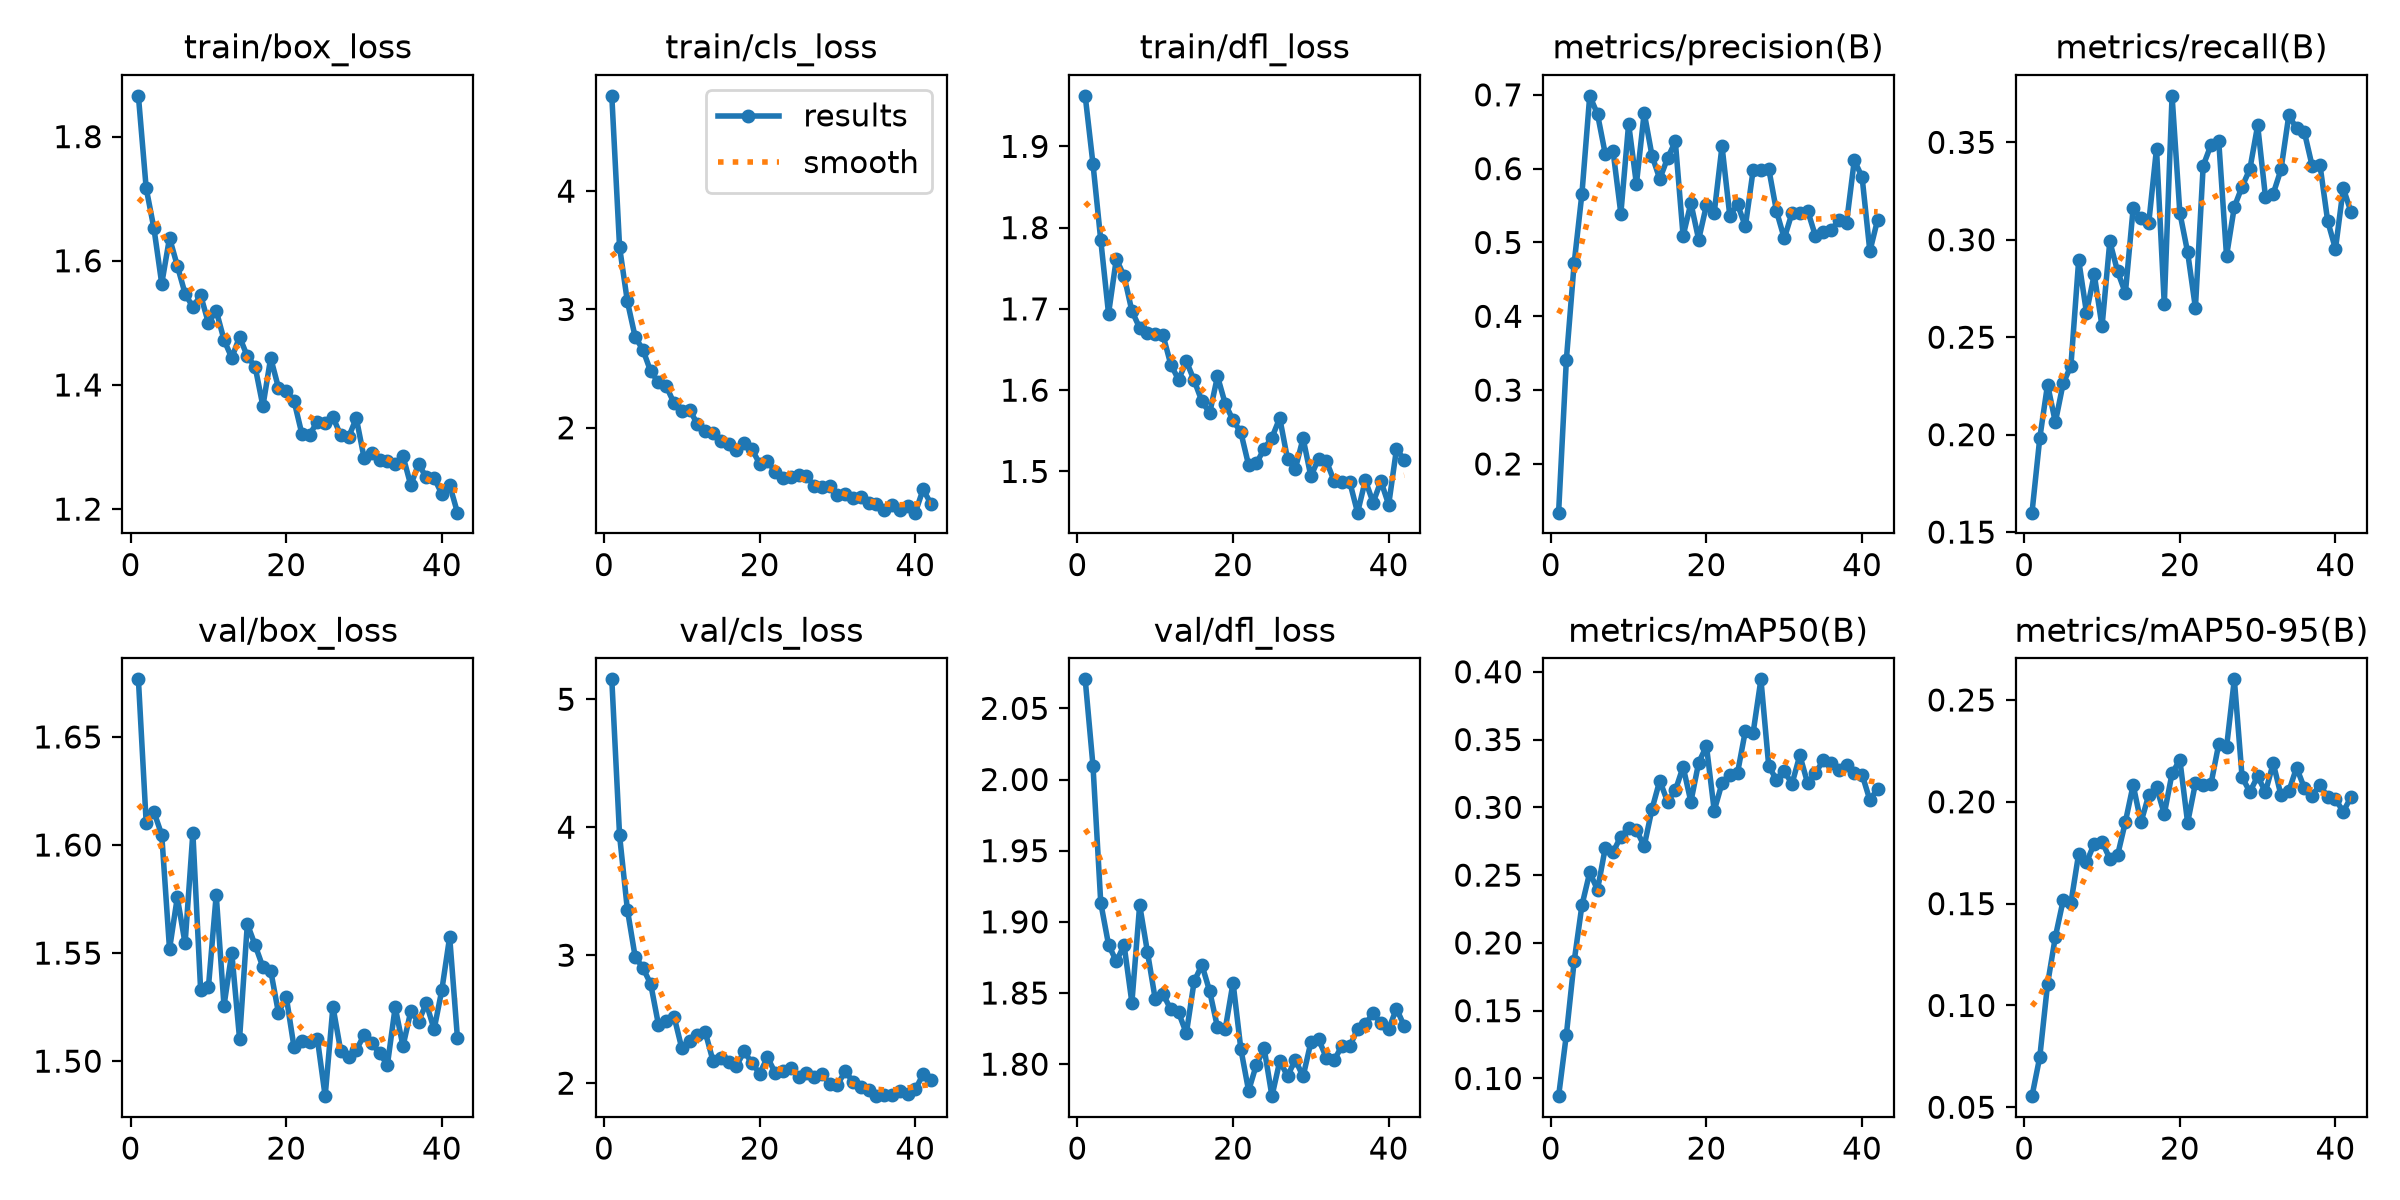 train/box_loss
train/cls_loss
train/dfl_loss
metrics/precision(B)
metrics/recall(B)
1.8
1.6
1.4
1.2
0 20 40
results
smooth
4
3
2
0 20 40
1.9
1.8
1.7
1.6
1.5
0 20 40
0.7
0.6
0.5
0.4
0.3
0.2
0 20 40
0.35
0.30
0.25
0.20
0.15
0 20 40
val/box_loss
val/cls_loss
val/dfl_loss
metrics/mAP50(B)
metrics/mAP50-95(B)
1.65
1.60
1.55
1.50
0 20 40
5
4
3
2
0 20 40
2.05
2.00
1.95
1.90
1.85
1.80
0 20 40
0.40
0.35
0.30
0.25
0.20
0.15
0.10
0 20 40
0.25
0.20
0.15
0.10
0.05
0 20 40